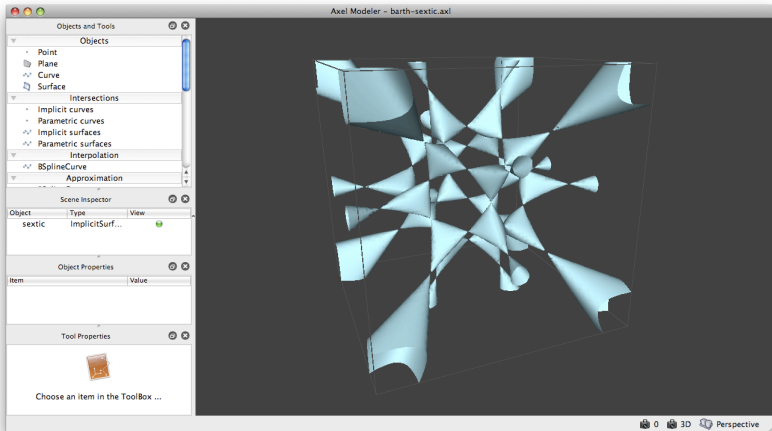 Axel Modeler - barth-sextic.axl
Objects and Tools
Objects
Point
Plane
Curve
Surface
Intersections
Implicit curves
Parametric curves
Implicit surfaces
Parametric surfaces
Interpolation
BSplineCurve
Approximation
Scene Inspector
Object Type View
sextic ImplicitSurf...
Object Properties
Item Value
Tool Properties
Choose an item in the ToolBox ...
0 3D Perspective